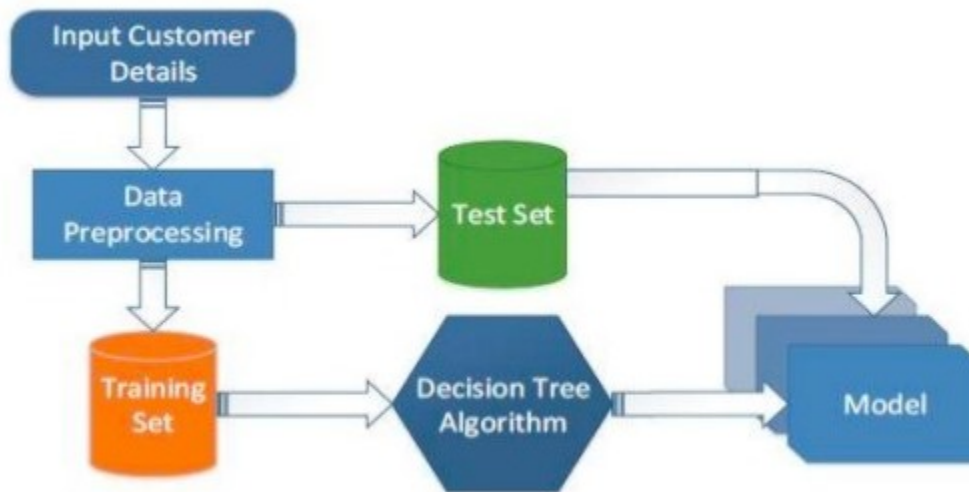 Input Customer
Details
Data
Preprocessing
Test Set
Training
Set
Decision Tree
Algorithm
Model